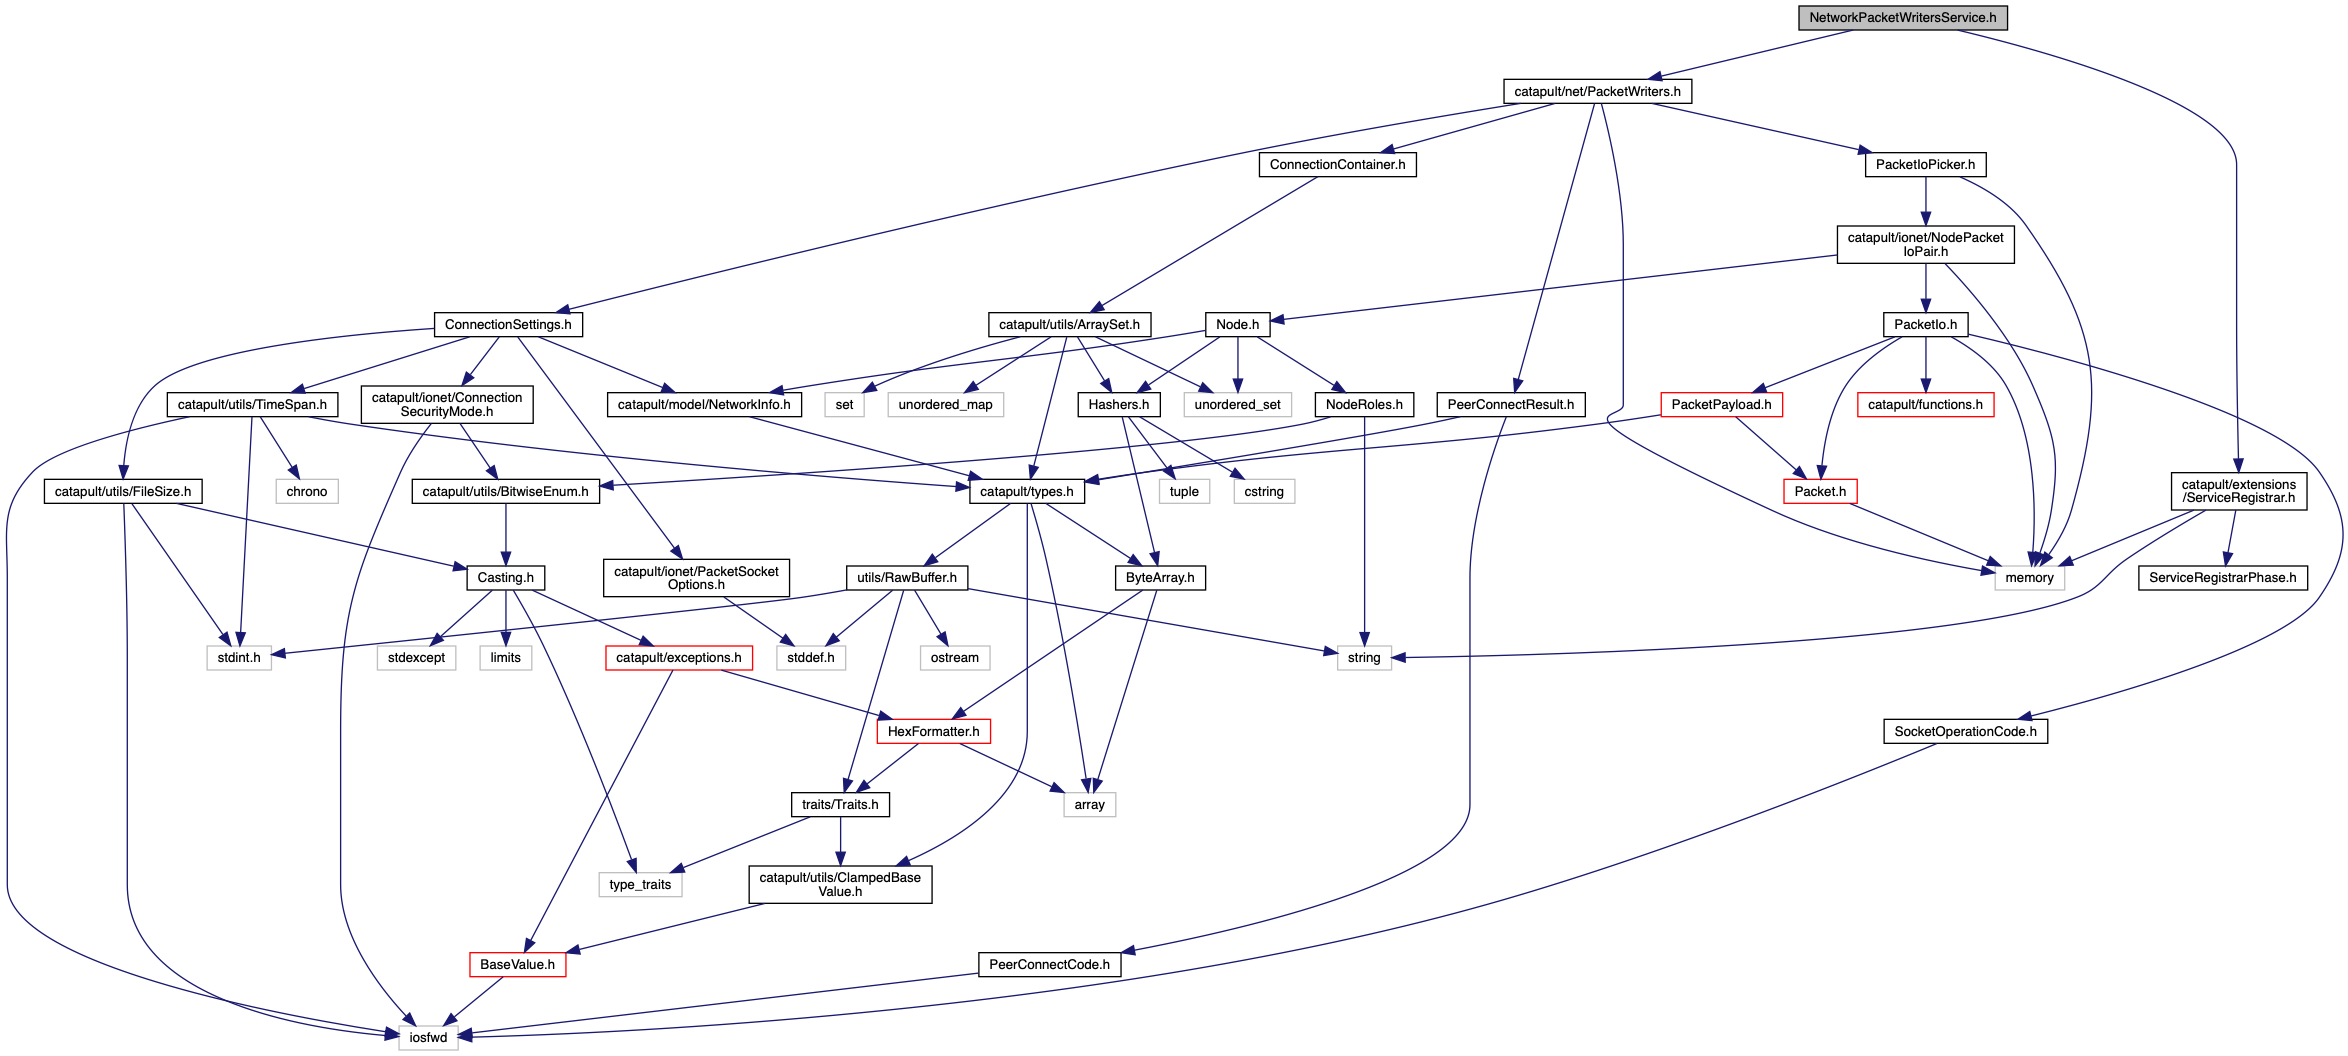 NetworkPacketWritersService.h
catapult/net/PacketWriters.h
ConnectionContainer.h
PacketIoPicker.h
catapult/ionet/NodePacket
IoPair.h
ConnectionSettings.h
catapult/utils/ArraySet.h
Node.h
PacketIo.h
catapult/utils/TimeSpan.h
catapult/ionet/Connection
SecurityMode.h
catapult/model/NetworkInfo.h
set
unordered_map
Hashers.h
unordered_set
NodeRoles.h
PeerConnectResult.h
PacketPayload.h
catapult/functions.h
catapult/utils/FileSize.h
chrono
catapult/utils/BitwiseEnum.h
catapult/types.h
tuple
cstring
Packet.h
catapult/extensions
/ServiceRegistrar.h
Casting.h
catapult/ionet/PacketSocket
Options.h
utils/RawBuffer.h
ByteArray.h
memory
ServiceRegistrarPhase.h
stdint.h
stdexcept
limits
catapult/exceptions.h
stddef.h
ostream
string
HexFormatter.h
SocketOperationCode.h
traits/Traits.h
array
type_traits
catapult/utils/ClampedBase
Value.h
BaseValue.h
PeerConnectCode.h
iosfwd